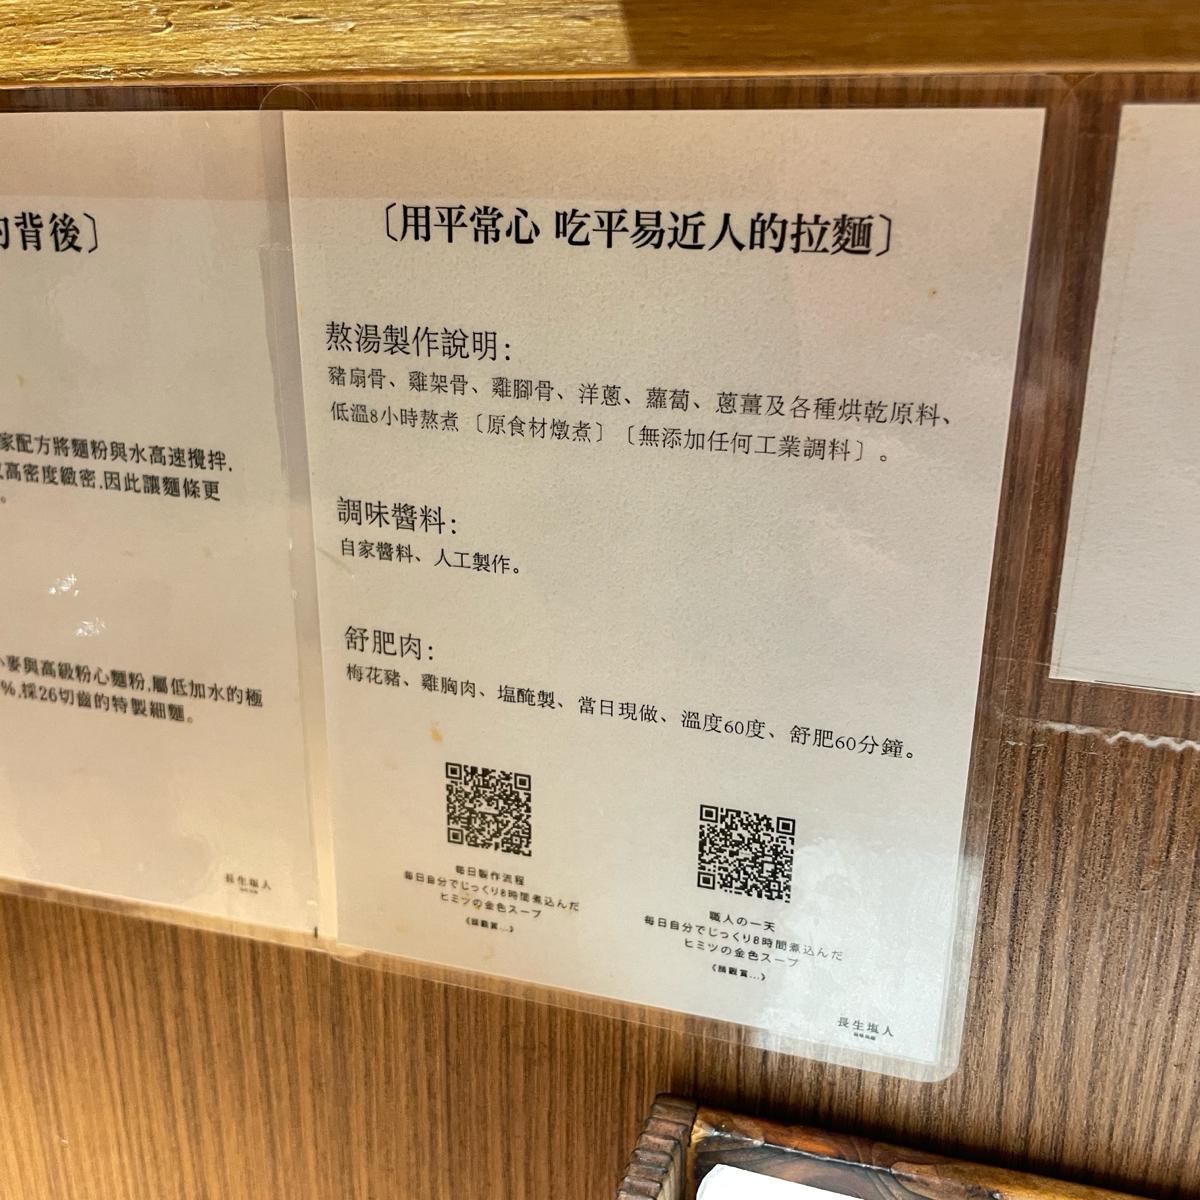 的背後〕
家配方將麵粉與水高速攪拌,
高密度緻密,因此讓麵條更
。
小麥與高級粉心麵粉,屬低加水的極
%,採26切齒的特製細麵。
長生塩人
〔用平常心 吃平易近人的拉麵〕
熬湯製作說明:
豬扇骨、雞架骨、雞腳骨、洋蔥、蘿蔔、蔥薑及各種烘乾原料、
低溫8小時熬煮〔原食材燉煮〕〔無添加任何工業調料〕。
調味醬料:
自家醬料、人工製作。
舒肥肉:
梅花豬、雞胸肉、塩醃製、當日現做、溫度60度、舒肥60分鐘。
每日製作流程
毎日自分でじっくり8時間煮込んだ
ヒミツの金色スープ
《請觀賞...》
職人の一天
毎日自分でじっくり8時間煮込んだ
ヒミツの金色スープ
《請觀賞...》
長生塩人